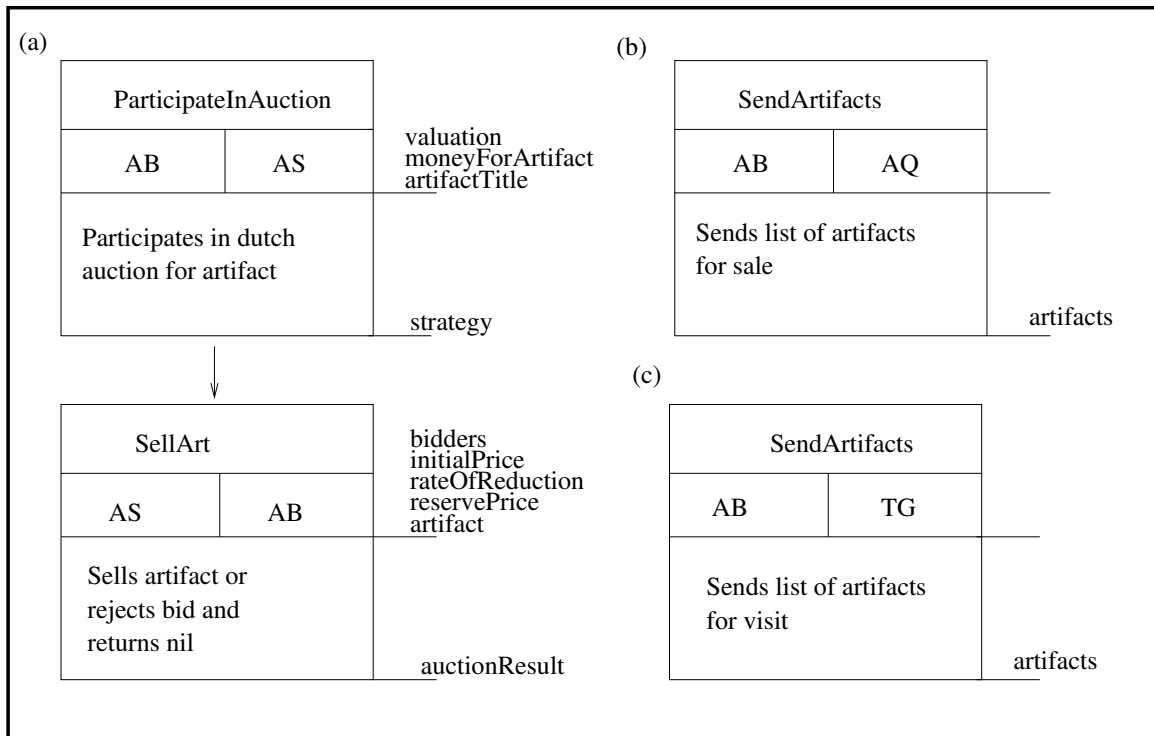 (a)
ParticipateInAuction
AB
AS
valuation
moneyForArtifact
artifactTitle
Participates in dutch
auction for artifact
strategy
SellArt
AS
AB
bidders
initialPrice
rateOfReduction
reservePrice
artifact
Sells artifact or
rejects bid and
returns nil
auctionResult
(b)
SendArtifacts
AB
AQ
Sends list of artifacts
for sale
artifacts
(c)
SendArtifacts
AB
TG
Sends list of artifacts
for visit
artifacts